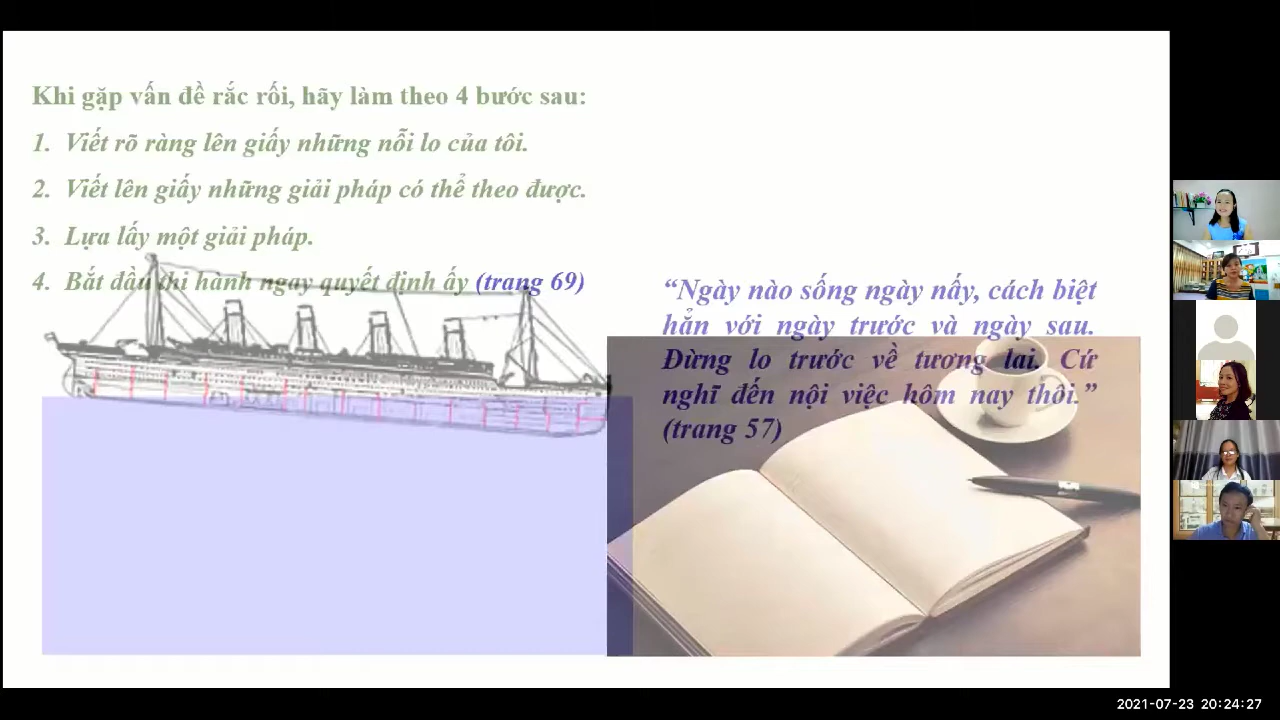 Khi gặp vấn đề rắc rối, hãy làm theo 4 bước sau:
1. Viết rõ ràng lên giấy những nỗi lo của tôi.
2. Viết lên giấy những giải pháp có thể theo được.
3. Lựa lấy một giải pháp.
4. Bắt đầu thi hành ngay quyết định ấy (trang 69)
“Ngày nào sống ngày nấy, cách biệt
hẳn với ngày trước và ngày sau.
Đừng lo trước về tương lai. Cứ
nghĩ đến nội việc hôm nay thôi.”
(trang 57)
2021-07-23 20:24:27